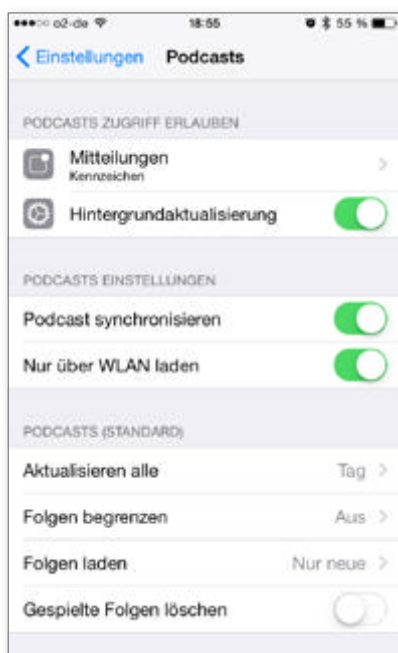 o2-de 18:55 55 %
Einstellungen Podcasts
PODCASTS ZUGRIFF ERLAUBEN
Mitteilungen
Kennzeichen
Hintergrundaktualisierung
PODCASTS EINSTELLUNGEN
Podcast synchronisieren
Nur über WLAN laden
PODCASTS (STANDARD)
Aktualisieren alle Tag
Folgen begrenzen Aus
Folgen laden Nur neue
Gespielte Folgen löschen